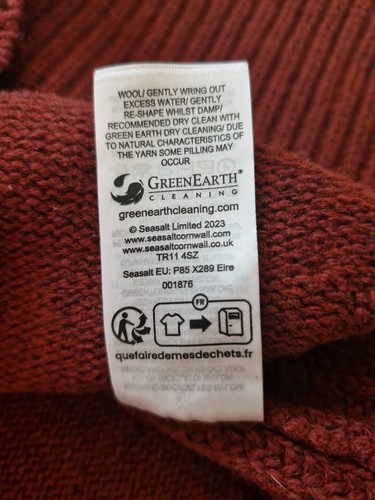 WOOL/ GENTLY WRING OUT
EXCESS WATER/ GENTLY
RE-SHAPE WHILST DAMP/
RECOMMENDED DRY CLEAN WITH
GREEN EARTH DRY CLEANING/ DUE
TO NATURAL CHARACTERISTICS OF
THE YARN SOME PILLING MAY
OCCUR
GREENEARTH®
CLEANING
greenearthcleaning.com
© Seasalt Limited 2023
www.seasaltcornwall.com
www.seasaltcornwall.co.uk
TR11 4SZ
Seasalt EU: P85 X289 Eire
001876
FR
quefairedemesdechets.fr